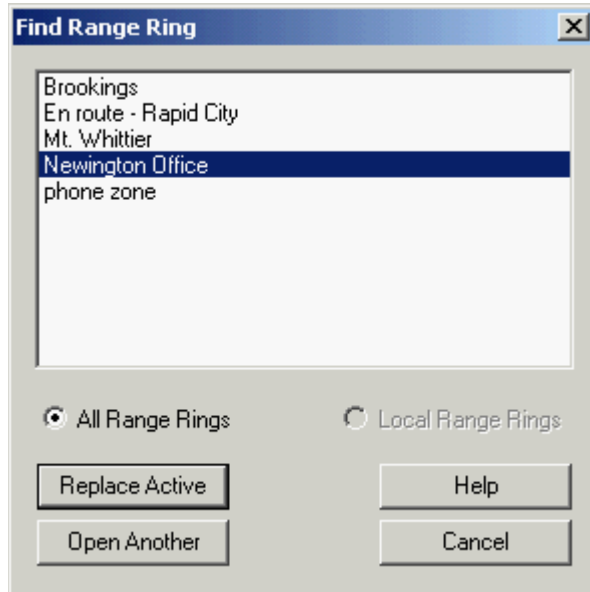 Find Range Ring
Brookings
En route - Rapid City
Mt. Whittier
Newington Office
phone zone
All Range Rings
Local Range Rings
Replace Active
Help
Open Another
Cancel